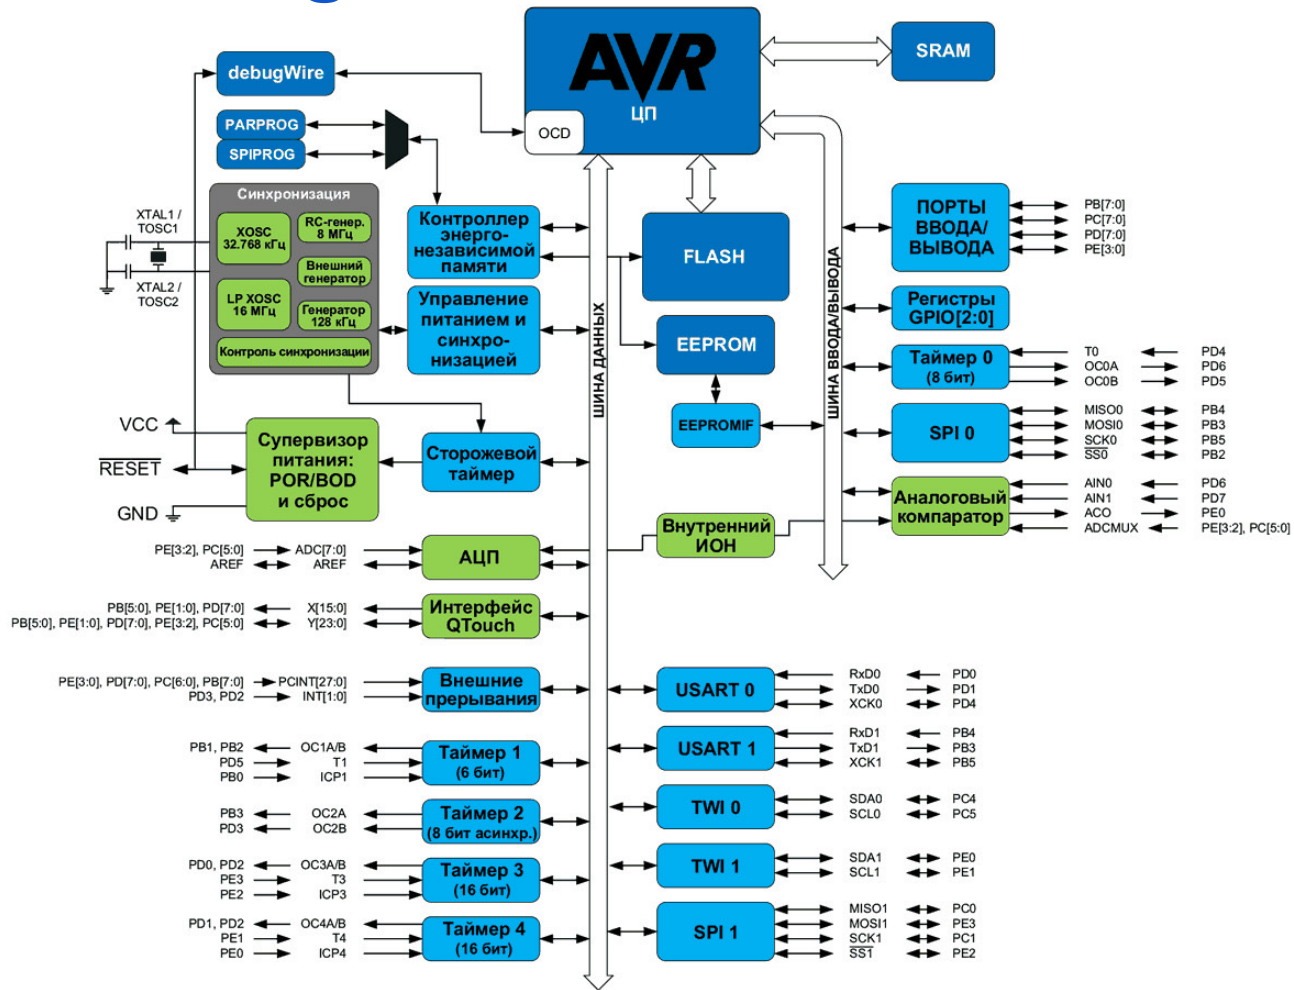 AVR
ЦП
OCD
SRAM
debugWire
PARPROG
SPIPROG
Синхронизация
XTAL1 /
TOSC1
XOSC
32.768 кГц
RC-генер.
8 МГц
Внешний
генератор
XTAL2 /
TOSC2
LP XOSC
16 МГц
Генератор
128 кГц
Контроль синхронизации
Контроллер
энерго-
независимой
памяти
Управление
питанием и
синхро-
низацией
FLASH
EEPROM
EEPROMIF
ШИНА ДАННЫХ
ШИНА ВВОДА/ВЫВОДА
ПОРТЫ
ВВОДА/
ВЫВОДА
PB[7:0]
PC[7:0]
PD[7:0]
PE[3:0]
Регистры
GPIO[2:0]
Таймер 0
(8 бит)
T0 PD4
OC0A PD6
OC0B PD5
SPI 0
MISO0 PB4
MOSI0 PB3
SCK0 PB5
SS0 PB2
Аналоговый
компаратор
AIN0 PD6
AIN1 PD7
ACO PE0
ADCMUX PE[3:2], PC[5:0]
VCC
RESET
GND
Супервизор
питания:
POR/BOD
и сброс
Сторожевой
таймер
Внутренний
ИОН
PE[3:2], PC[5:0] ADC[7:0]
AREF AREF
АЦП
PB[5:0], PE[1:0], PD[7:0] X[15:0]
PB[5:0], PE[1:0], PD[7:0], PE[3:2], PC[5:0] Y[23:0]
Интерфейс
QTouch
PE[3:0], PD[7:0], PC[6:0], PB[7:0] PCINT[27:0]
PD3, PD2 INT[1:0]
Внешние
прерывания
PB1, PB2 OC1A/B
PD5 T1
PB0 ICP1
Таймер 1
(6 бит)
PB3 OC2A
PD3 OC2B
Таймер 2
(8 бит асинхр.)
PD0, PD2 OC3A/B
PE3 T3
PE2 ICP3
Таймер 3
(16 бит)
PD1, PD2 OC4A/B
PE1 T4
PE0 ICP4
Таймер 4
(16 бит)
USART 0
RxD0 PD0
TxD0 PD1
XCK0 PD4
USART 1
RxD1 PB4
TxD1 PB3
XCK1 PB5
TWI 0
SDA0 PC4
SCL0 PC5
TWI 1
SDA1 PE0
SCL1 PE1
SPI 1
MISO1 PC0
MOSI1 PE3
SCK1 PC1
SS1 PE2